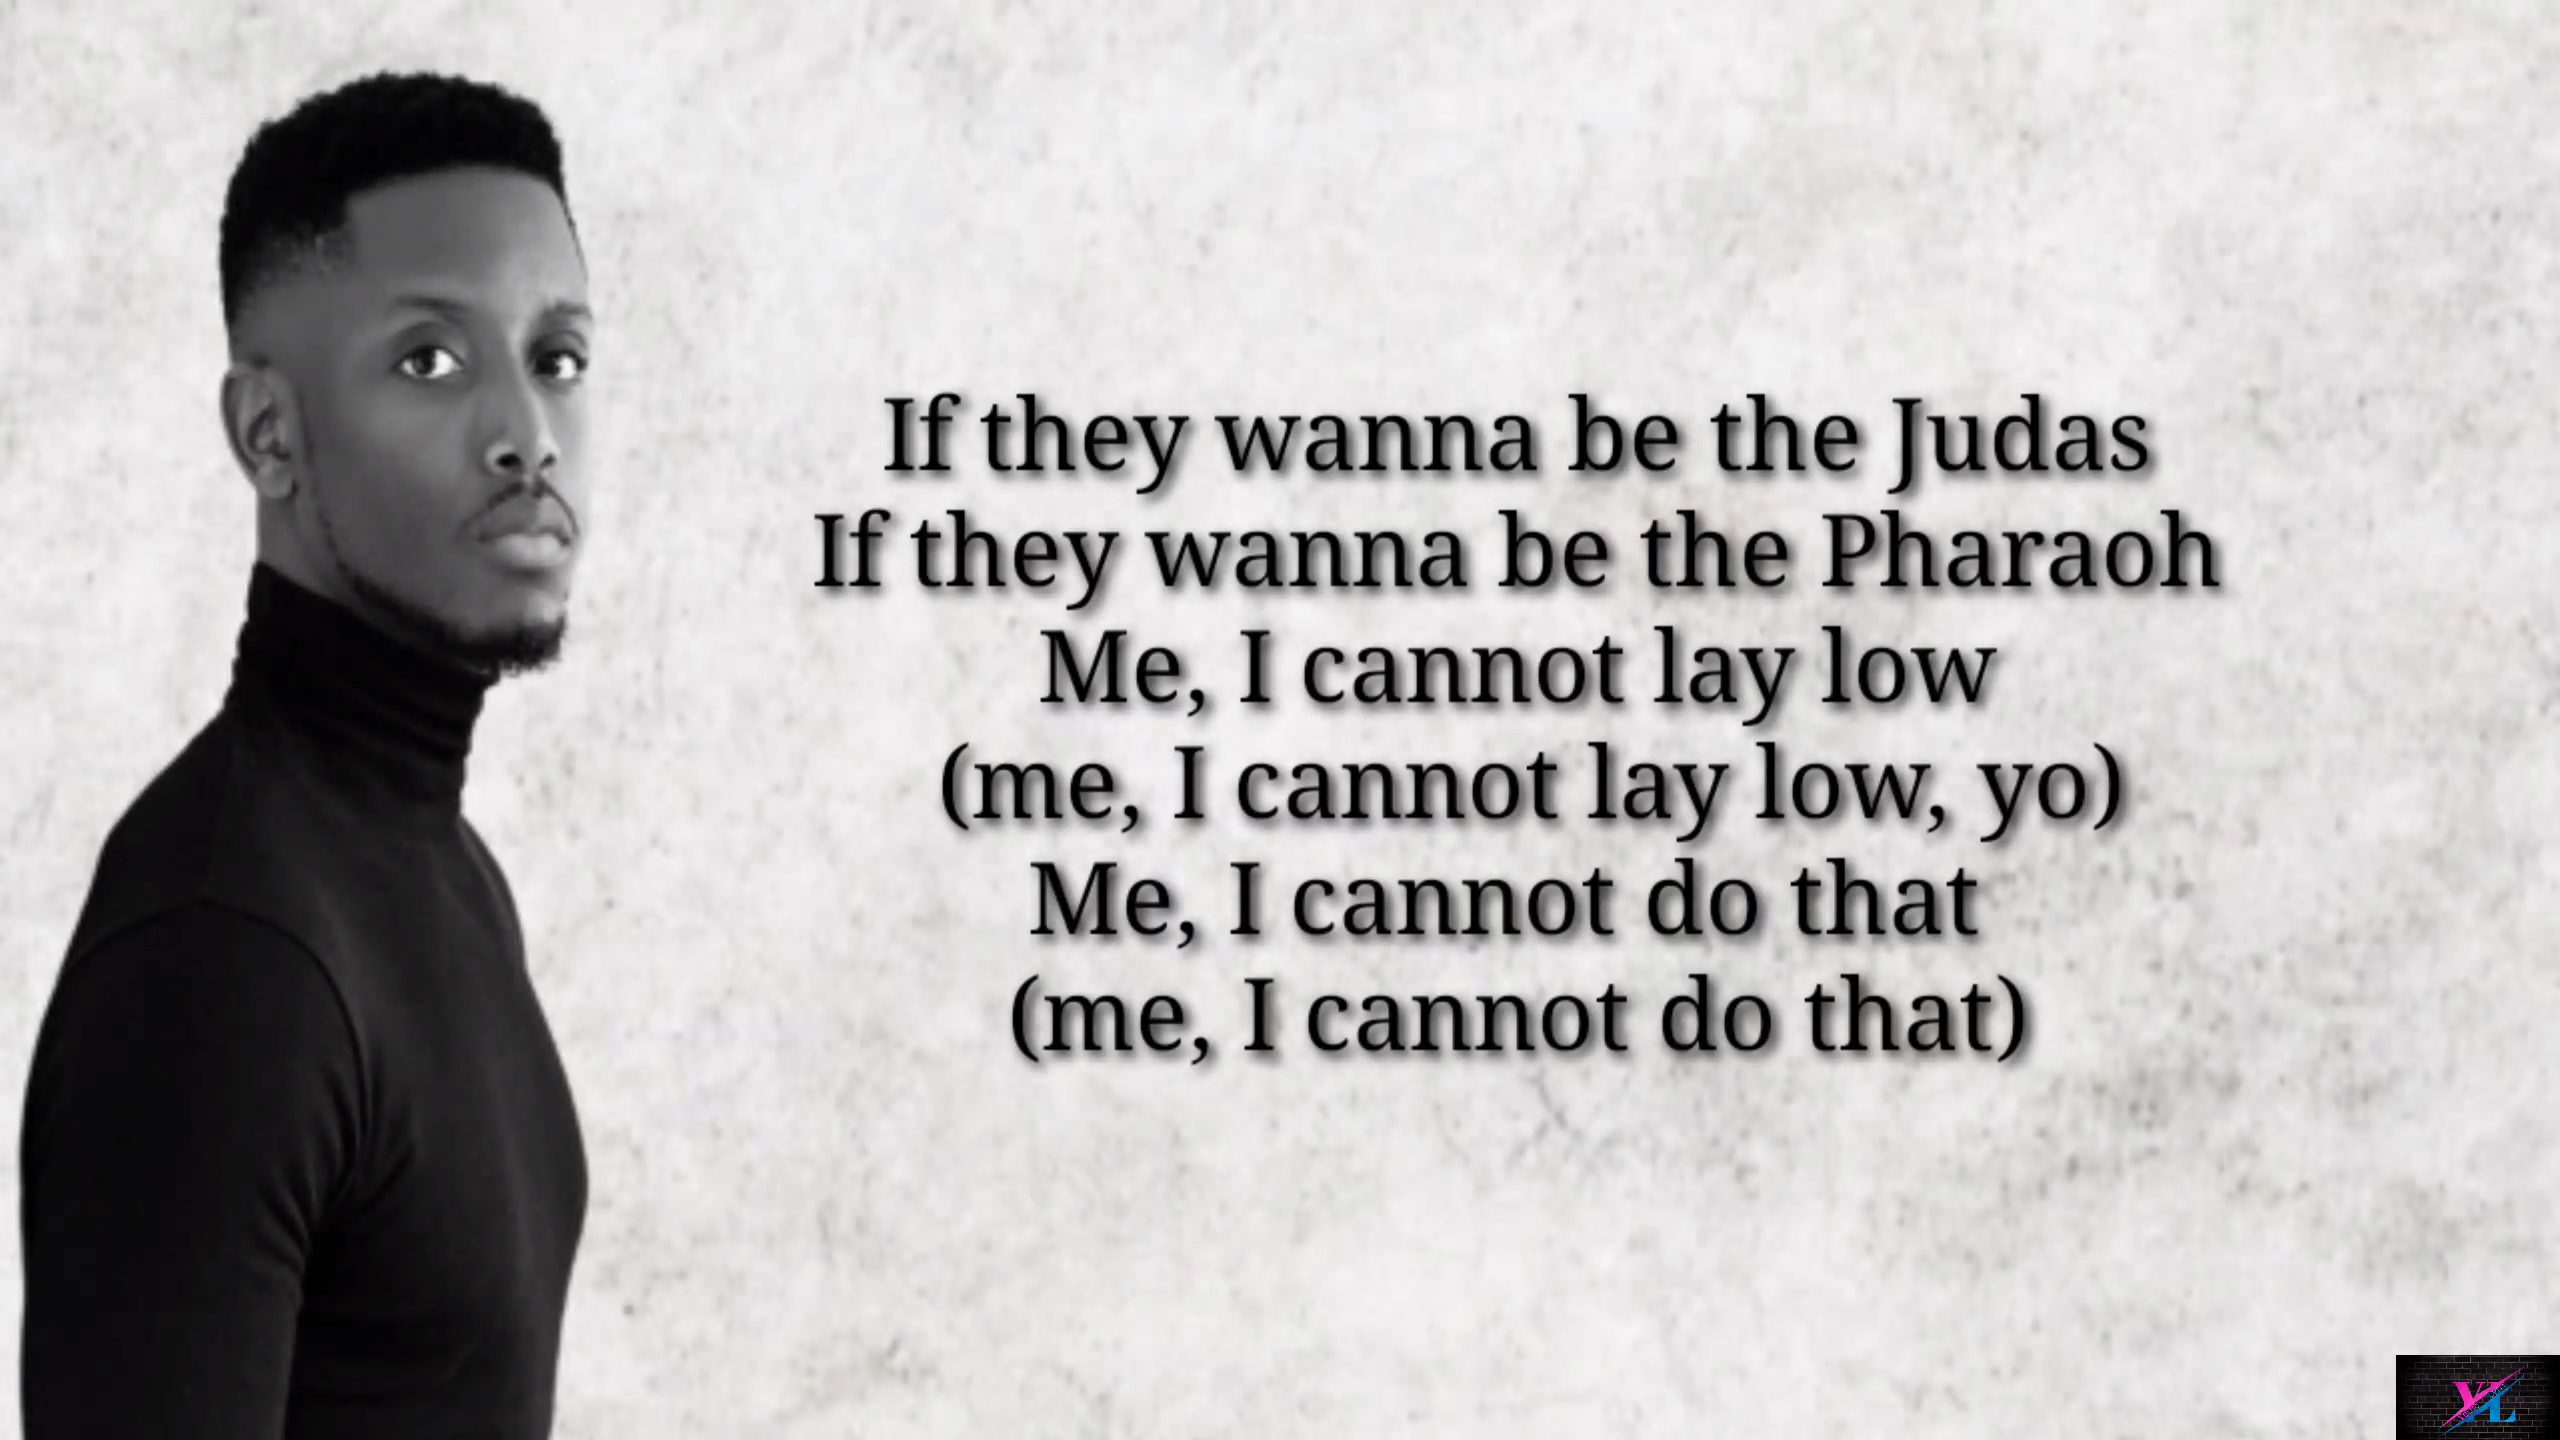 If they wanna be the Judas
If they wanna be the Pharaoh
Me, I cannot lay low
(me, I cannot lay low, yo)
Me, I cannot do that
(me, I cannot do that)
YL